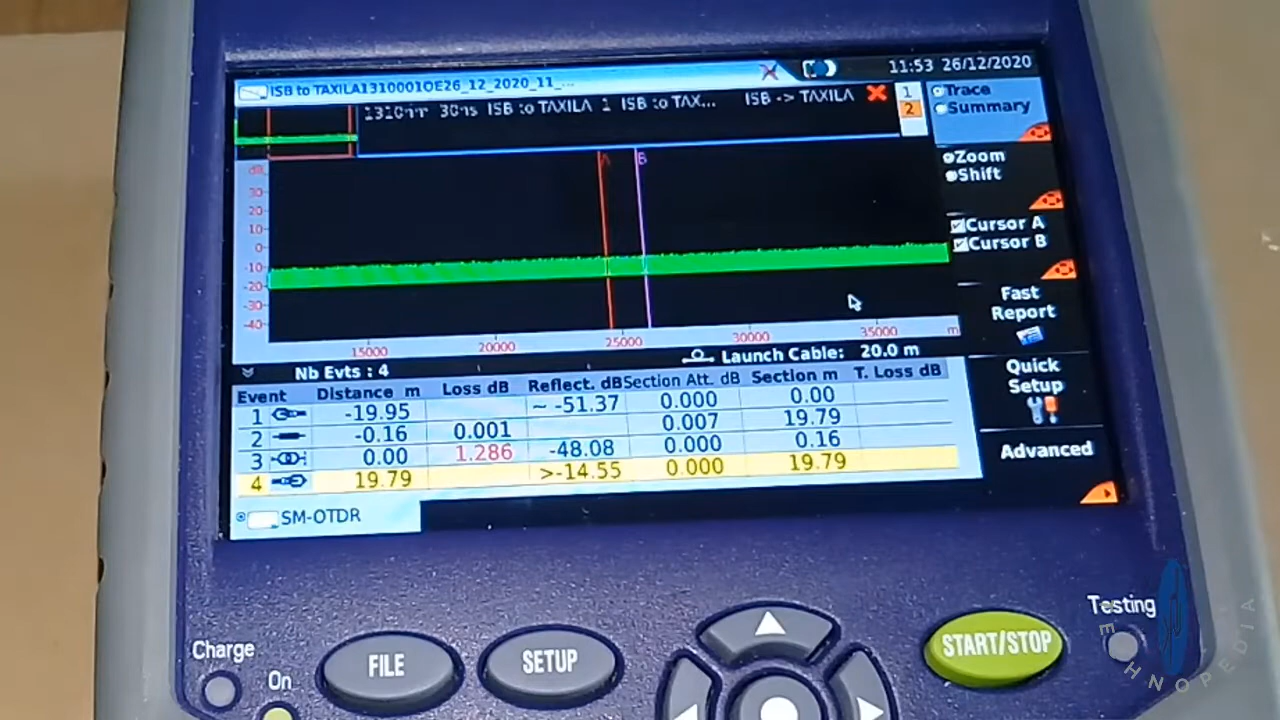 ISB to TAXILA1310001OE26_12_2020_11_...
11:53 26/12/2020
1310nm 30ns ISB to TAXILA 1 ISB to TAX... ISB -> TAXILA
1
2
Trace
Summary
Zoom
Shift
A
B
dB
30
20
10
0
-10
-20
-30
-40
15000 20000 25000 30000 35000 m
Cursor A
Cursor B
Fast
Report
Quick
Setup
Advanced
Nb Evts : 4
Launch Cable: 20.0 m
Event Distance m Loss dB Reflect. dB Section Att. dB Section m T. Loss dB
1 -19.95 ~ -51.37 0.000 0.00
2 -0.16 0.001 0.007 19.79
3 0.00 1.286 -48.08 0.000 0.16
4 19.79 >-14.55 0.000 19.79
SM-OTDR
Charge
On
FILE
SETUP
START/STOP
Testing
EHNOPEDIA